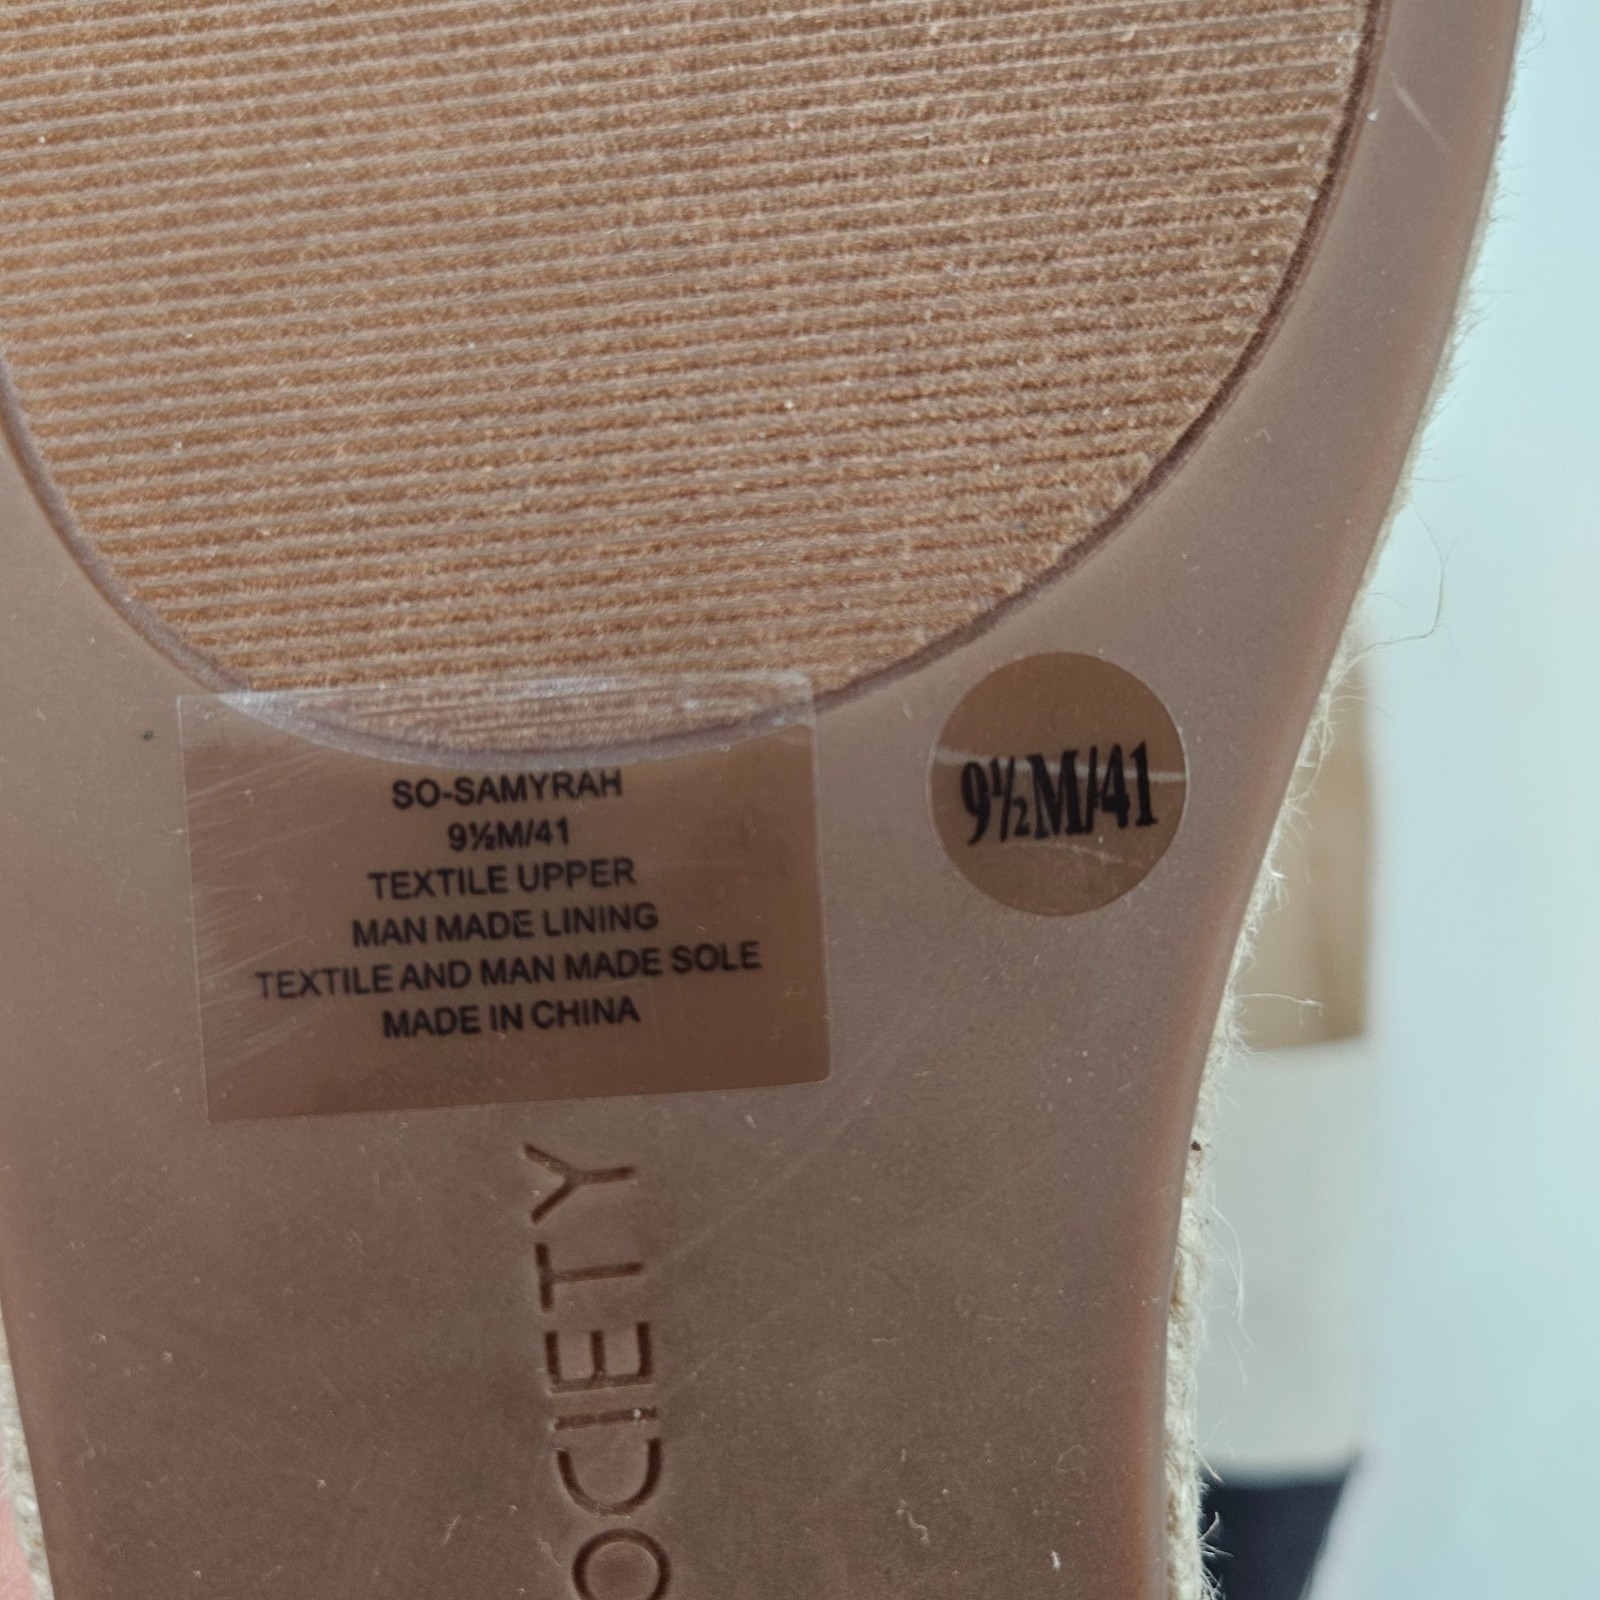 SO-SAMYRAH
9½M/41
TEXTILE UPPER
MAN MADE LINING
TEXTILE AND MAN MADE SOLE
MADE IN CHINA
9½M/41
OCIETY